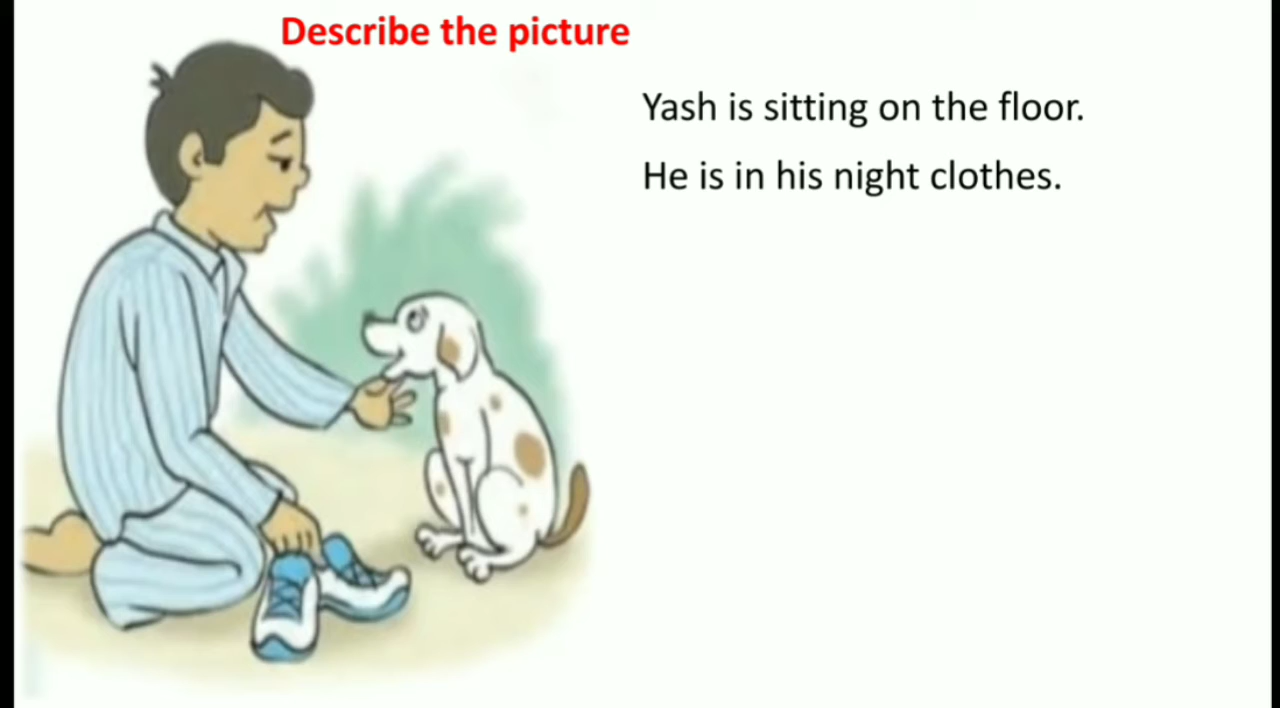 Describe the picture
Yash is sitting on the floor.
He is in his night clothes.